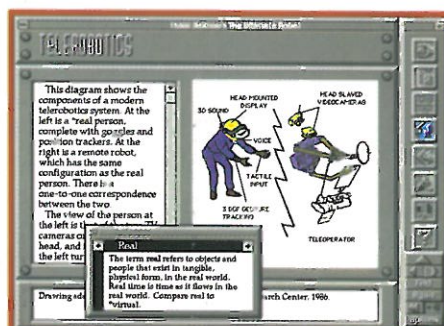 The Ultimate Robot
TELEROBOTICS
This diagram shows the
components of a modern
telerobotics system. At the
left is a *real person,
complete with goggles and
position trackers. At the
right is a remote robot,
which has the same
configuration as the real
person. There is a
one-to-one correspondence
between the two.
The view of the person at
the left is
cameras on
head, and
the left tur
HEAD MOUNTED
DISPLAY
3D SOUND
VOICE
TACTILE
INPUT
GESTURE
TRACKING
HEAD SLAVED
VIDEOCAMERAS
TELEOPERATOR
Real
The term real refers to objects and
people that exist in tangible,
physical form, in the real world.
Real time is time as it flows in the
real world. Compare real to
*virtual.
Drawing ad
arch Center, 1986.